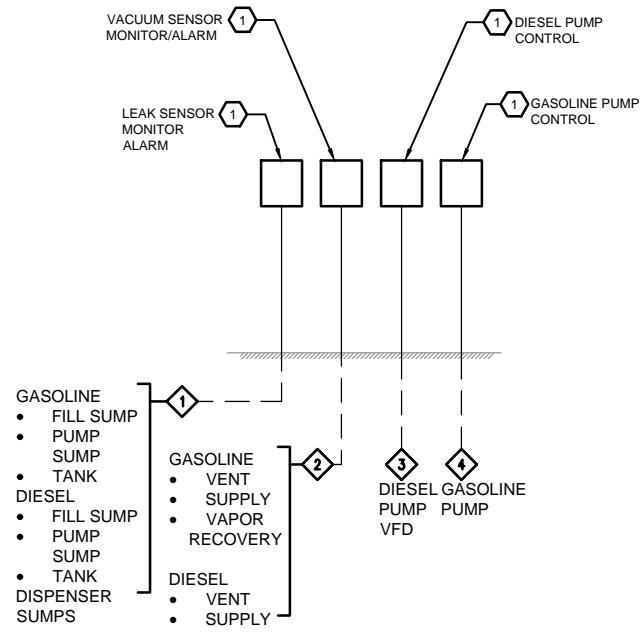 VACUUM SENSOR
MONITOR/ALARM
1
1
DIESEL PUMP
CONTROL
LEAK SENSOR
MONITOR
ALARM
1
1
GASOLINE PUMP
CONTROL
GASOLINE
• FILL SUMP
• PUMP
SUMP
• TANK
DIESEL
• FILL SUMP
• PUMP
SUMP
• TANK
DISPENSER
SUMPS
1
GASOLINE
• VENT
• SUPPLY
• VAPOR
RECOVERY
DIESEL
• VENT
• SUPPLY
2
3
DIESEL
PUMP
VFD
4
GASOLINE
PUMP